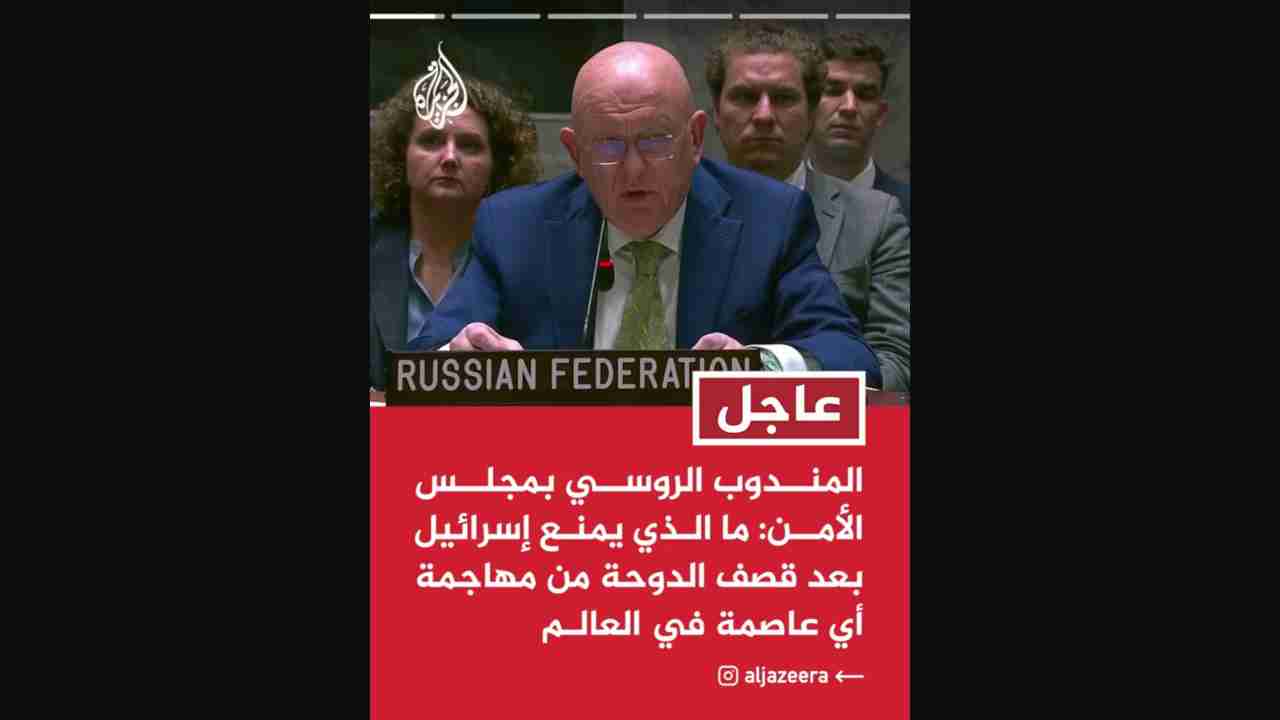 الجزيرة
RUSSIAN FEDERATION
عاجل
المندوب الروسي بمجلس
الأمن: ما الذي يمنع إسرائيل
بعد قصف الدوحة من مهاجمة
أي عاصمة في العالم
aljazeera